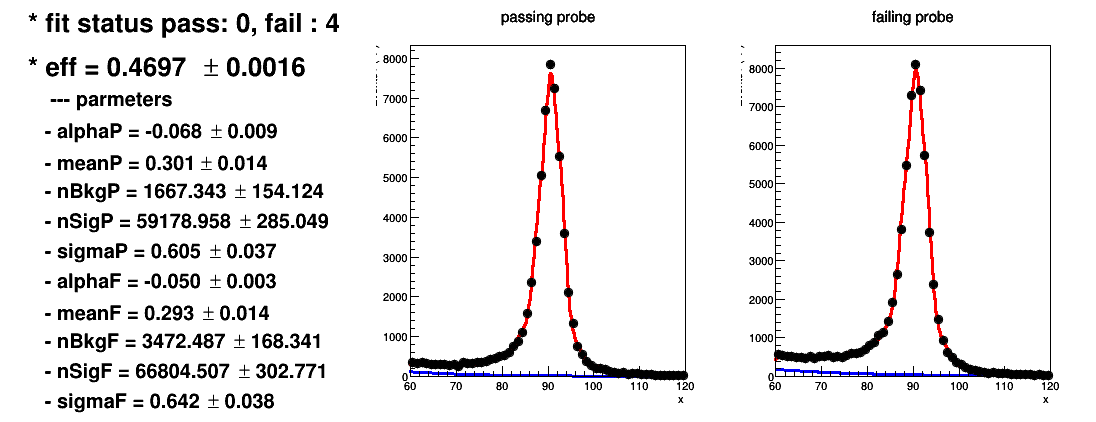 * fit status pass: 0, fail : 4
* eff = 0.4697 ± 0.0016
--- parmeters
- alphaP = -0.068 ± 0.009
- meanP = 0.301 ± 0.014
- nBkgP = 1667.343 ± 154.124
- nSigP = 59178.958 ± 285.049
- sigmaP = 0.605 ± 0.037
- alphaF = -0.050 ± 0.003
- meanF = 0.293 ± 0.014
- nBkgF = 3472.487 ± 168.341
- nSigF = 66804.507 ± 302.771
- sigmaF = 0.642 ± 0.038
passing probe
8000
7000
6000
5000
4000
3000
2000
1000
0
60 70 80 90 100 110 120
x
failing probe
8000
7000
6000
5000
4000
3000
2000
1000
0
60 70 80 90 100 110 120
x